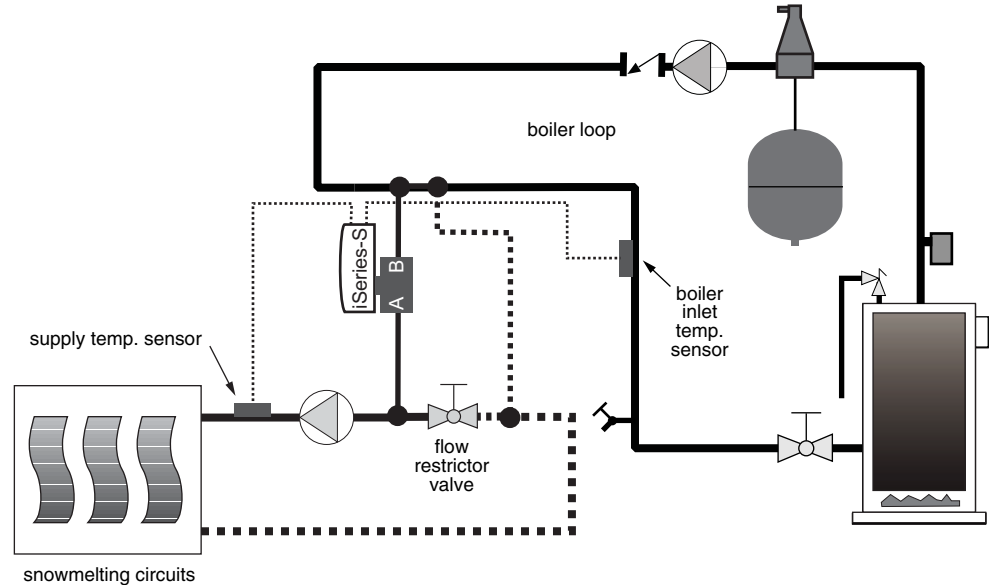 boiler loop
iSeries-S
B
A
boiler
inlet
temp.
sensor
supply temp. sensor
flow
restrictor
valve
snowmelting circuits